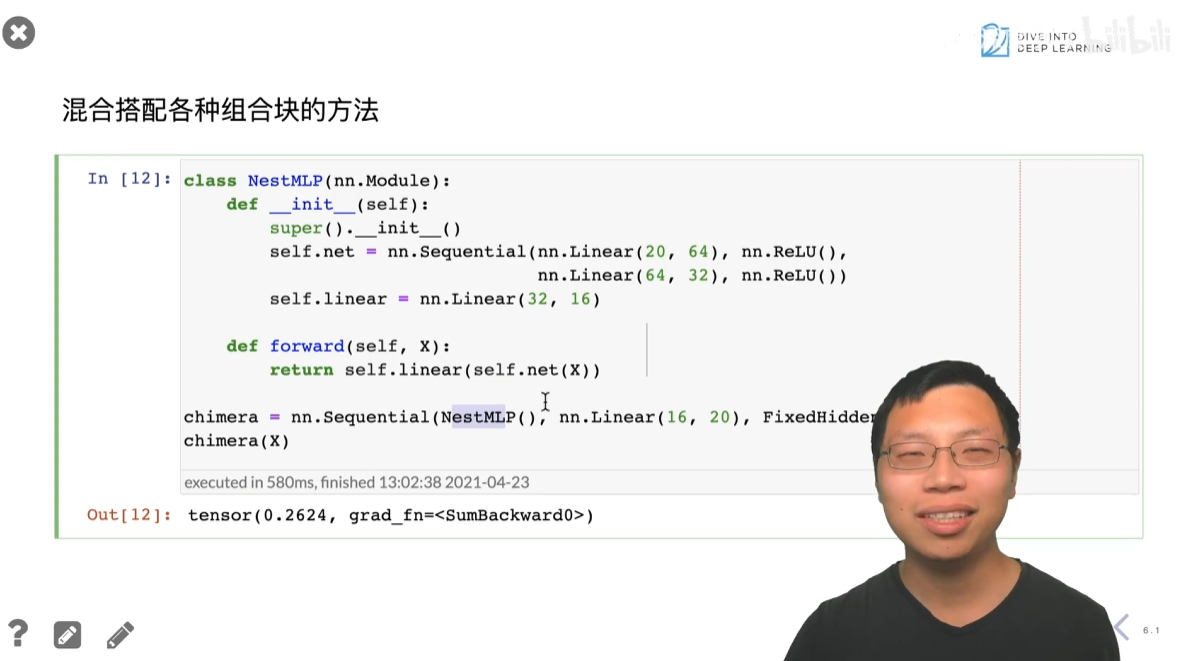 DIVE INTO
DEEP LEARNING
bilibili
混合搭配各种组合块的方法
In [12]: class NestMLP(nn.Module):
    def __init__(self):
        super().__init__()
        self.net = nn.Sequential(nn.Linear(20, 64), nn.ReLU(),
                                 nn.Linear(64, 32), nn.ReLU())
        self.linear = nn.Linear(32, 16)
    def forward(self, X):
        return self.linear(self.net(X))
chimera = nn.Sequential(NestMLP(), nn.Linear(16, 20), FixedHidden
chimera(X)
executed in 580ms, finished 13:02:38 2021-04-23
Out[12]: tensor(0.2624, grad_fn=<SumBackward0>)
6.1